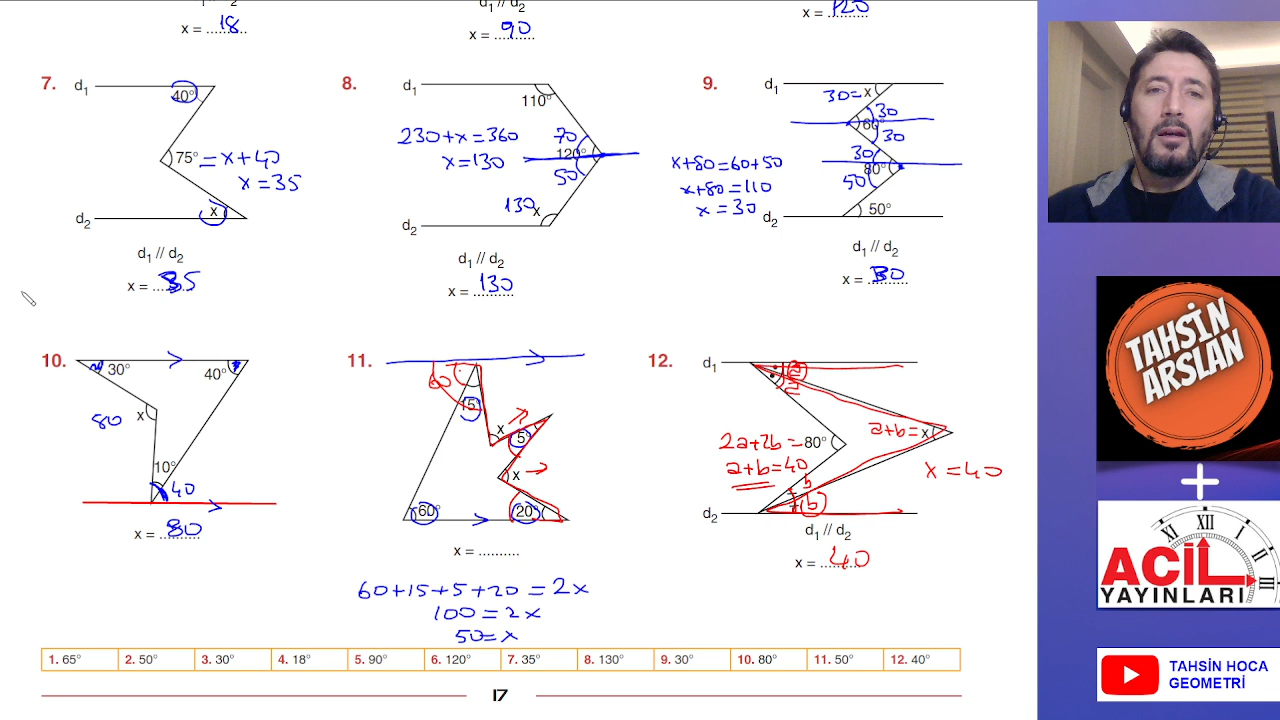 x = ..18..
d1 // d2
x = ..90..
x = ..120
7.
d1
40°
75° = x+40
x=35
x
d2
d1 // d2
x = ..35..
8.
d1
110°
230+x=360
x=130
70
120°
50
130
x
d2
d1 // d2
x = ..130..
9.
d1
30=x
30
60°
30
30
80°
50
50°
x+80=60+50
x+80=110
x=30
d2
d1 // d2
x = ..30..
10.
30°
40°
80
x
10°
40
x = ..80..
11.
60
15°
x
5°
x
60°
20°
x = ..........
60+15+5+20 = 2x
100 = 2x
50=x
12.
d1
a
a
2a+2b=80°
a+b=40
a+b=x
x=40
b
b
d2
d1 // d2
x = ..40..
1. 65° 2. 50° 3. 30° 4. 18° 5. 90° 6. 120° 7. 35° 8. 130° 9. 30° 10. 80° 11. 50° 12. 40°
17
TAHSİN
ARSLAN
+
XI XII I II III
ACİL
YAYINLARI
TAHSİN HOCA
GEOMETRİ